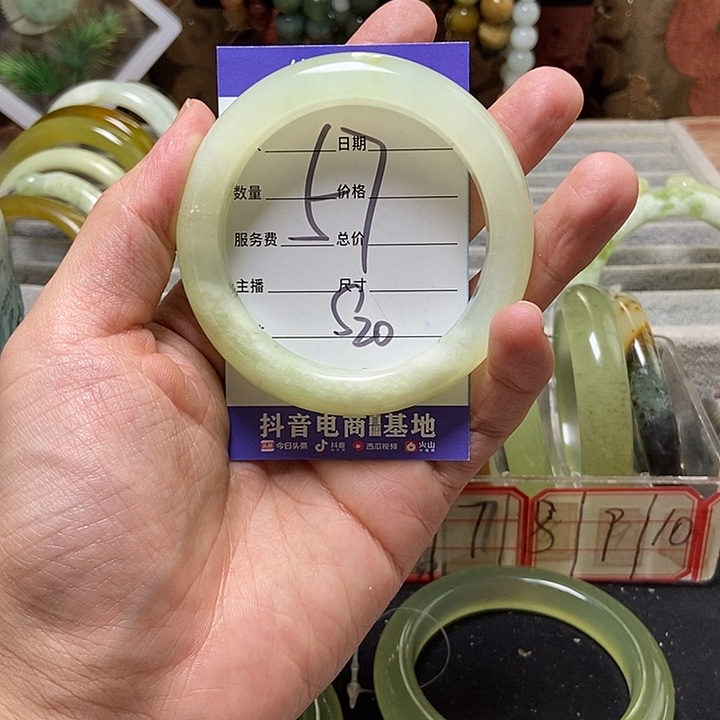 日期
57
数量 价格
服务费 总价
主播 尺寸
520
抖音电商直播基地
今日头条 抖音 西瓜视频 火山
7 8 9 10